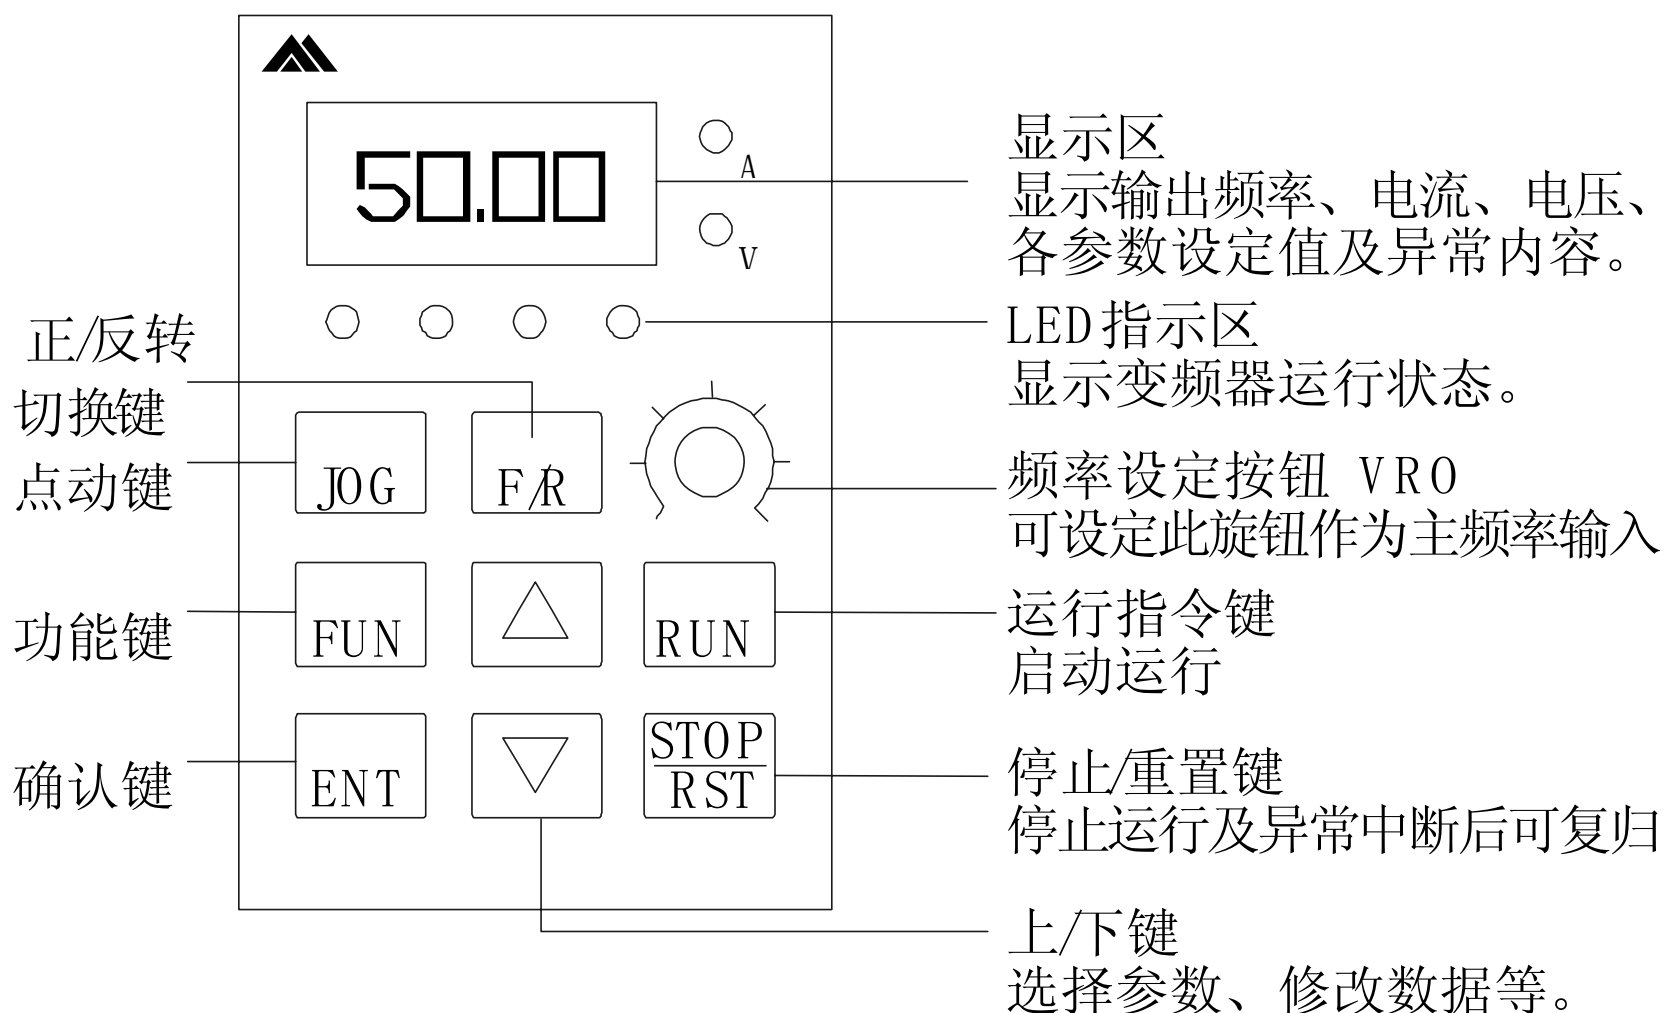 50.00
A
V
显示区
显示输出频率、电流、电压、
各参数设定值及异常内容。
LED指示区
显示变频器运行状态。
正/反转
切换键
点动键
JOG
F/R
频率设定按钮 VRO
可设定此旋钮作为主频率输入
功能键
FUN
RUN
运行指令键
启动运行
确认键
ENT
STOP
RST
停止/重置键
停止运行及异常中断后可复归
上/下键
选择参数、修改数据等。